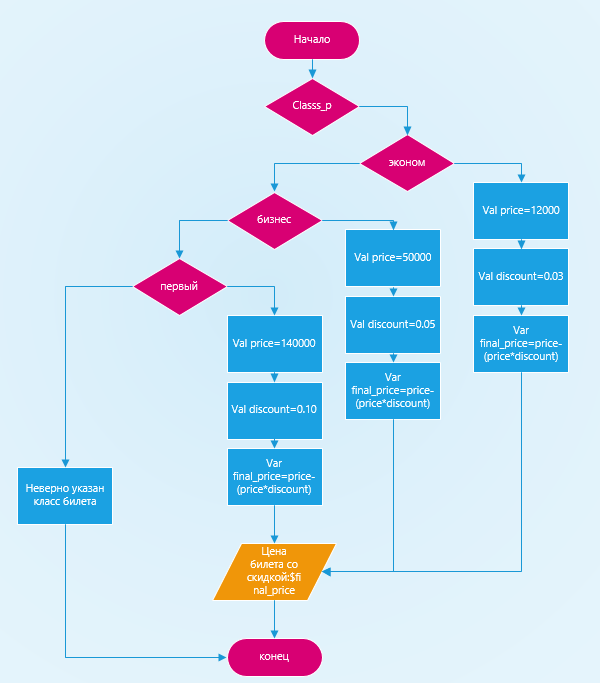 Начало
Classs_p
эконом
Val price=12000
бизнес
Val price=50000
Val discount=0.03
первый
Val discount=0.05
Var
final_price=price-
(price*discount)
Val price=140000
Var
final_price=price-
(price*discount)
Val discount=0.10
Var
final_price=price-
(price*discount)
Неверно указан
класс билета
Цена
билета со
скидкой:$fi
nal_price
конец